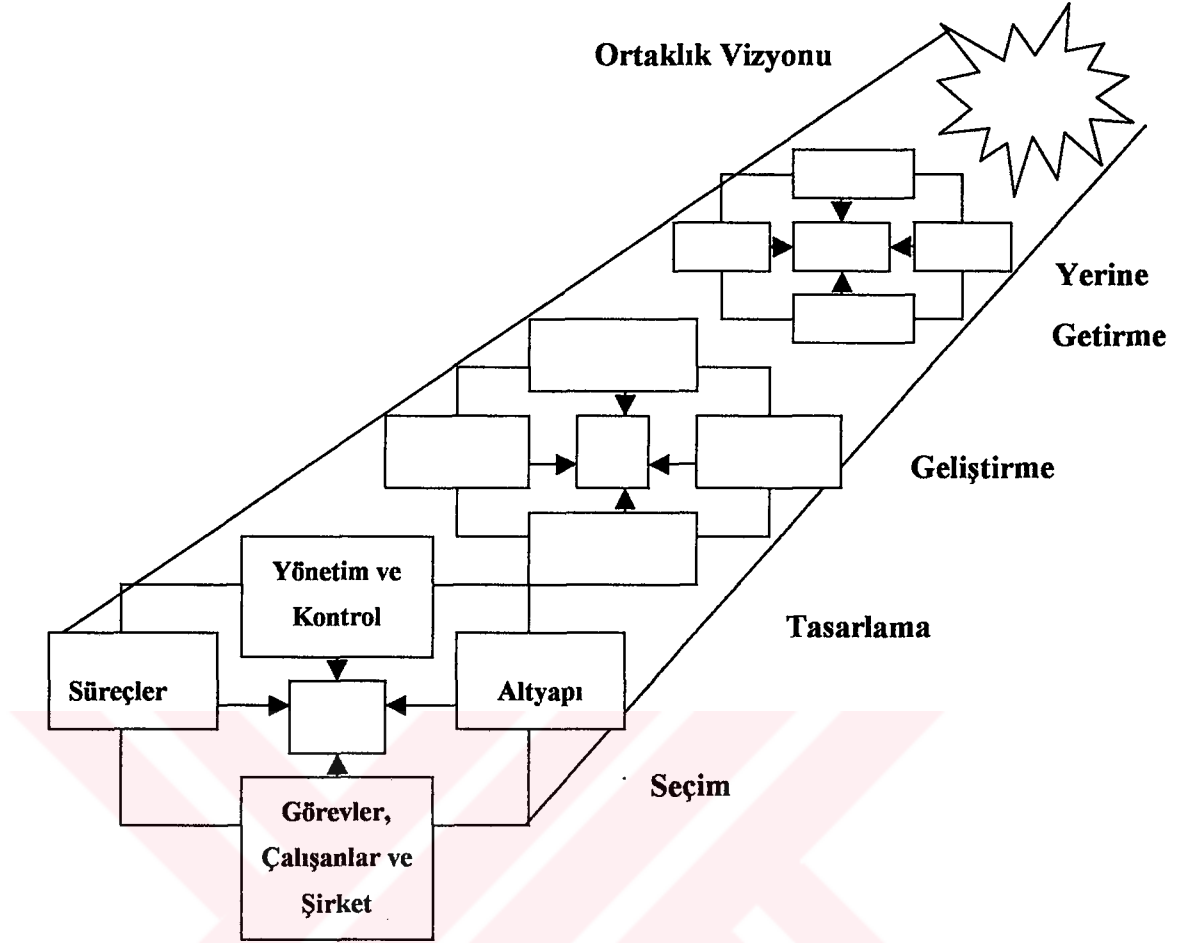 Ortaklık Vizyonu
Yerine
Getirme
Geliştirme
Yönetim ve
Kontrol
Tasarlama
Süreçler
Altyapı
Seçim
Görevler,
Çalışanlar ve
Şirket